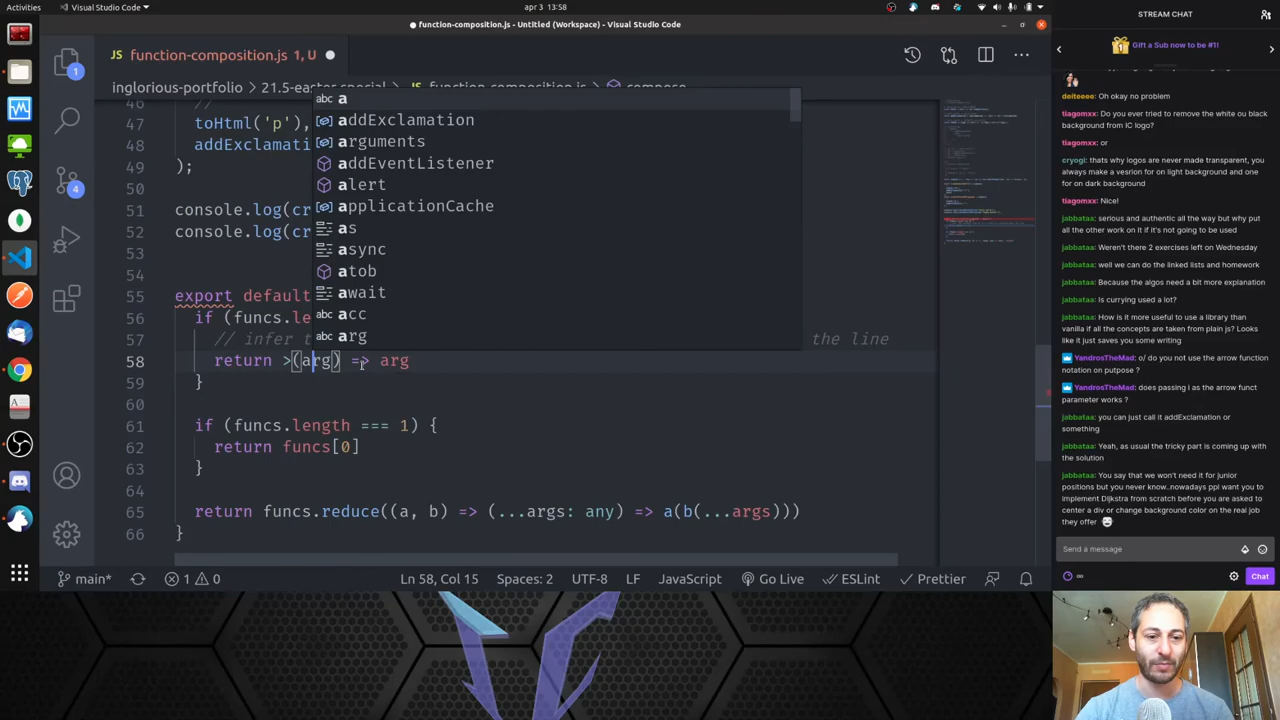 Activities
Visual Studio Code
apr 3 13:58
function-composition.js - Untitled (Workspace) - Visual Studio Code
JS function-composition.js 1, U
inglorious-portfolio > 21.5-easter-special > JS function-composition.js > compose
46 //
47 toHtml(),
48 addExclamati
49 );
50
51 console.lo
52 console.lo
53
54
55 export default
56 if (funcs.le
57 // infer t the line
58 return >(arg) => arg
59 }
60
61 if (funcs.length === 1) {
62 return funcs[0]
63 }
64
65 return funcs.reduce((a, b) => (...args: any) => a(b(...args)))
66 }
abc a
addExclamation
arguments
addEventListener
alert
applicationCache
as
async
atob
await
abc acc
abc arg
1
4
main*
1 0
Ln 58, Col 15
Spaces: 2
UTF-8
LF
JavaScript
Go Live
ESLint
Prettier
STREAM CHAT
Gift a Sub now to be #1!
deiteeee: Oh okay no problem
tiagomxx: Do you ever tried to remove the white ou black
background from IC logo?
tiagomxx: or
cryogi: thats why logos are never made transparent, you
always make a vesrion for on light background and one
for on dark background
tiagomxx: Nice!
jabbataa: serious and authentic all the way but why put
all the other work on it if it's not going to be used
jabbataa: Weren't there 2 exercises left on Wednesday
jabbataa: well we can do the linked lists and homework
jabbataa: Because the algos need a bit more explanation
jabbataa: Is currying used a lot?
jabbataa: How is it more useful to use a library than
vanilla if all the concepts are taken from plain js? Looks
like it just saves you some writing
YandrosTheMad: o/ do you not use the arrow function
notation on putpose ?
YandrosTheMad: does passing i as the arrow funct
parameter works ?
jabbataa: you can just call it addExclamation or
something
jabbataa: Yeah, as usual the tricky part is coming up with
the solution
jabbataa: You say that we won't need it for junior
positions but you never know..nowadays ppl want you to
implement Dijkstra from scratch before you are asked to
center a div or change background color on the real job
they offer
Send a message
Chat